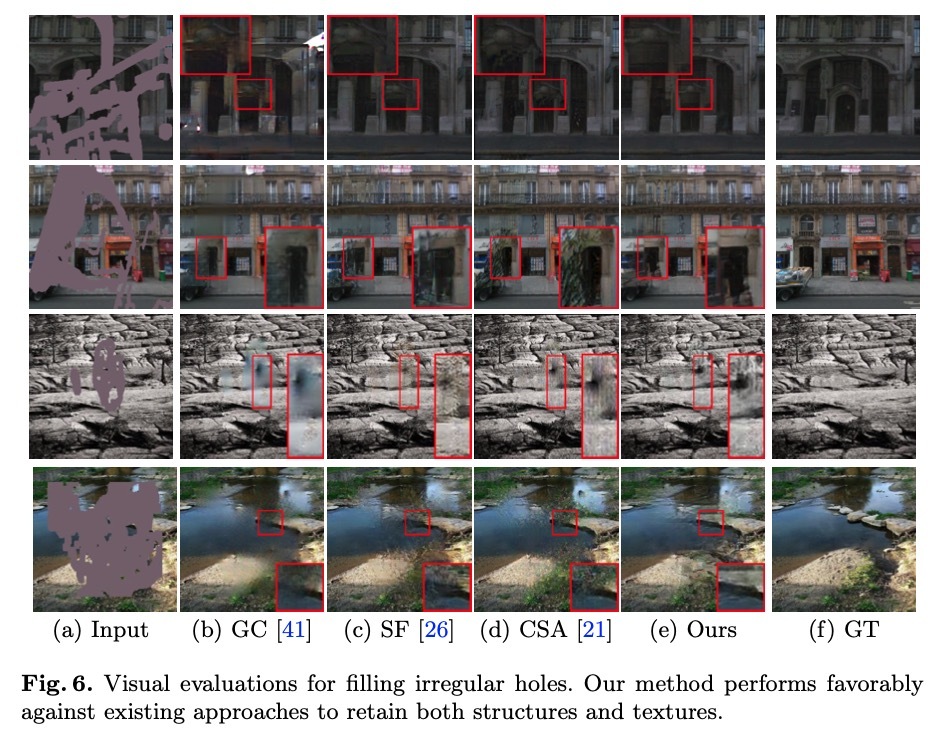 (a) Input (b) GC [41] (c) SF [26] (d) CSA [21] (e) Ours (f) GT
Fig. 6. Visual evaluations for filling irregular holes. Our method performs favorably
against existing approaches to retain both structures and textures.